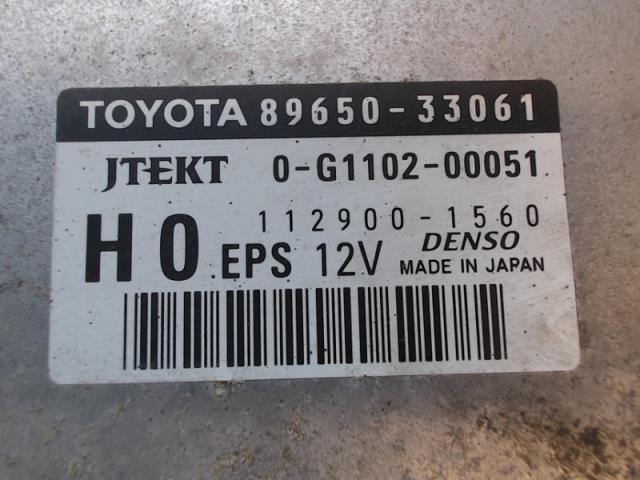 TOYOTA 89650-33061
JTEKT 0-G1102-00051
H0 112900-1560
EPS 12V DENSO
MADE IN JAPAN